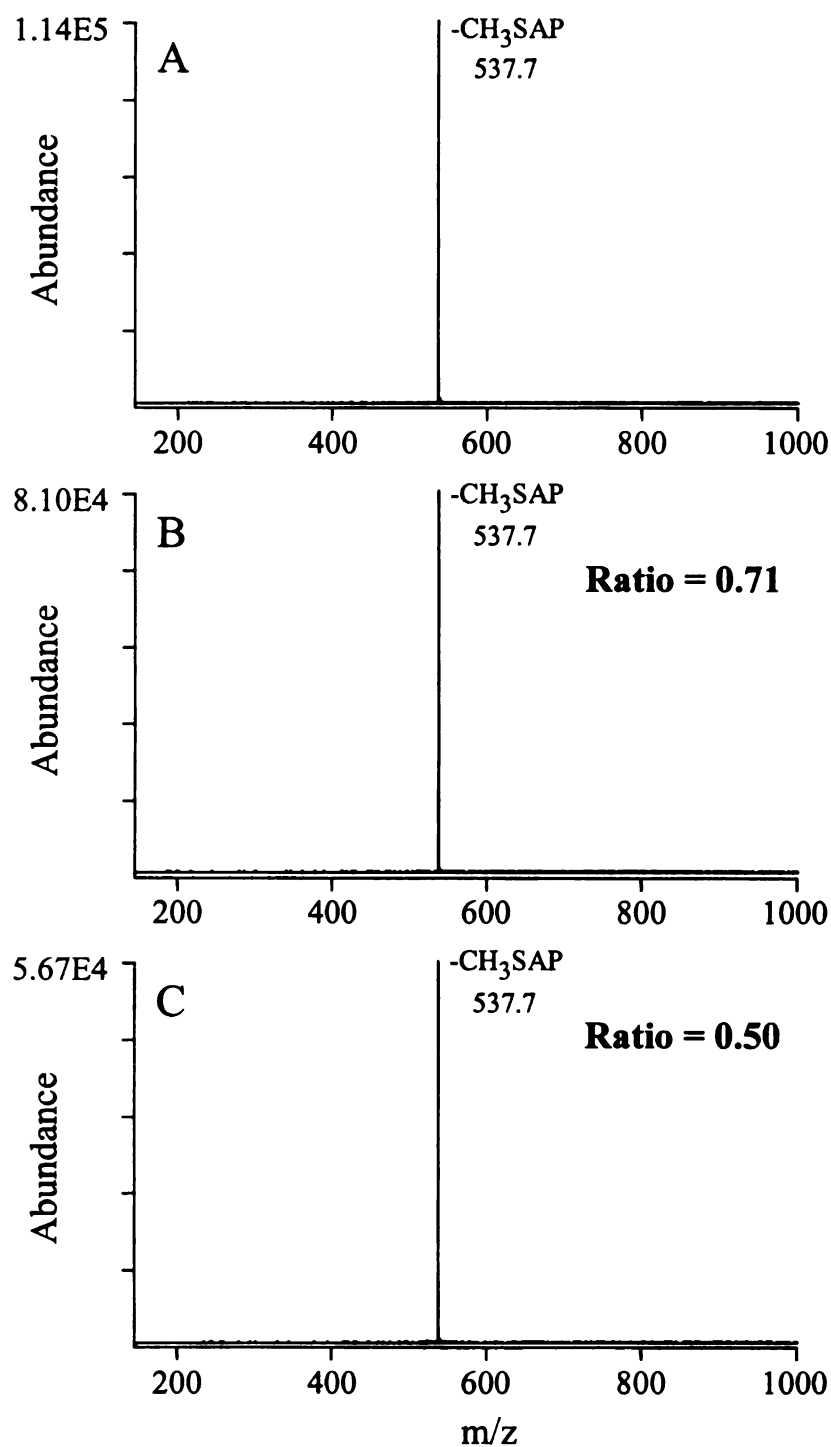 1.14E5
A
-CH3SAP
537.7
Abundance
200 400 600 800 1000
8.10E4
B
-CH3SAP
537.7
Ratio = 0.71
Abundance
200 400 600 800 1000
5.67E4
C
-CH3SAP
537.7
Ratio = 0.50
Abundance
200 400 600 800 1000
m/z